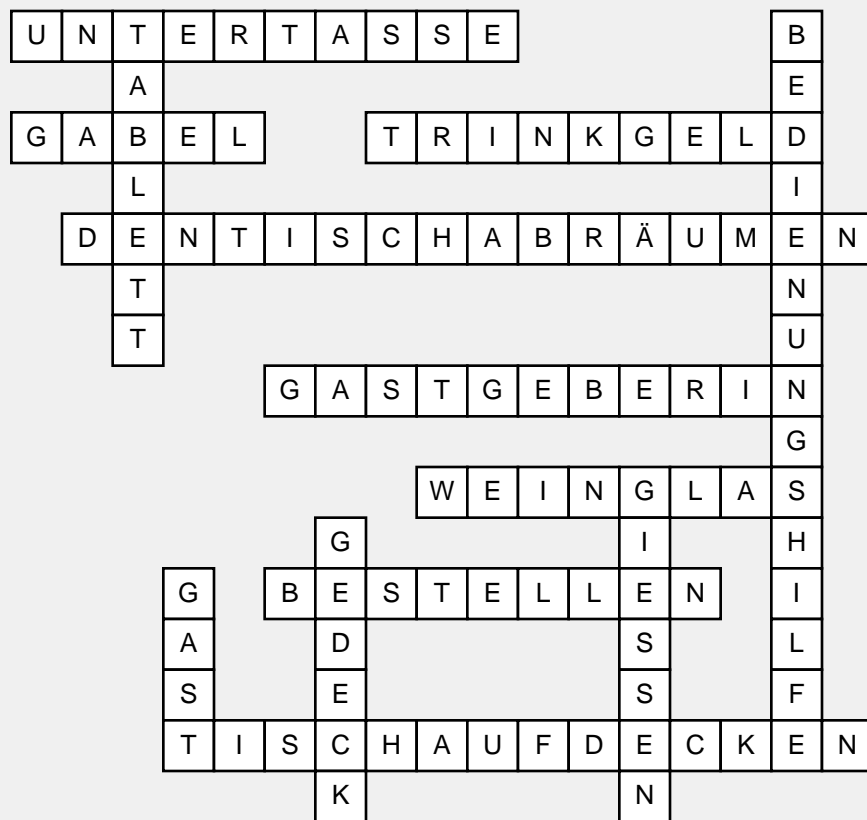 UNTERTASSE
TABLETT
BEDIENUNGSHILFE
GABEL
TRINKGELD
DENTISCHABRÄUMEN
GASTGEBERIN
WEINGLAS
GIESSEN
GEDECK
GAST
BESTELLEN
TISCHAUFDECKEN